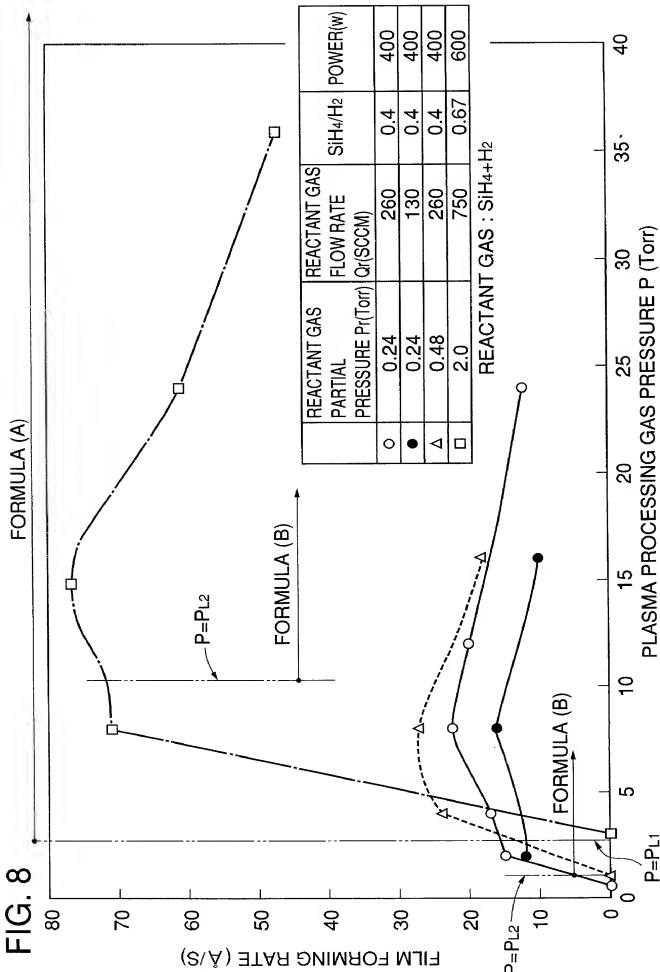 FIG. 8
FORMULA (A)
FILM FORMING RATE (Å/S)
80
70
60
50
40
30
20
10
0
P=PL2
FORMULA (B)
REACTANT GAS PARTIAL PRESSURE Pr(Torr)
REACTANT GAS FLOW RATE Qr(SCCM)
SiH4/H2
POWER(w)
○ 0.24 260 0.4 400
● 0.24 130 0.4 400
△ 0.48 260 0.4 400
□ 2.0 750 0.67 600
REACTANT GAS : SiH4+H2
FORMULA (B)
P=PL2
P=PL1
0 5 10 15 20 25 30 35 40
PLASMA PROCESSING GAS PRESSURE P (Torr)